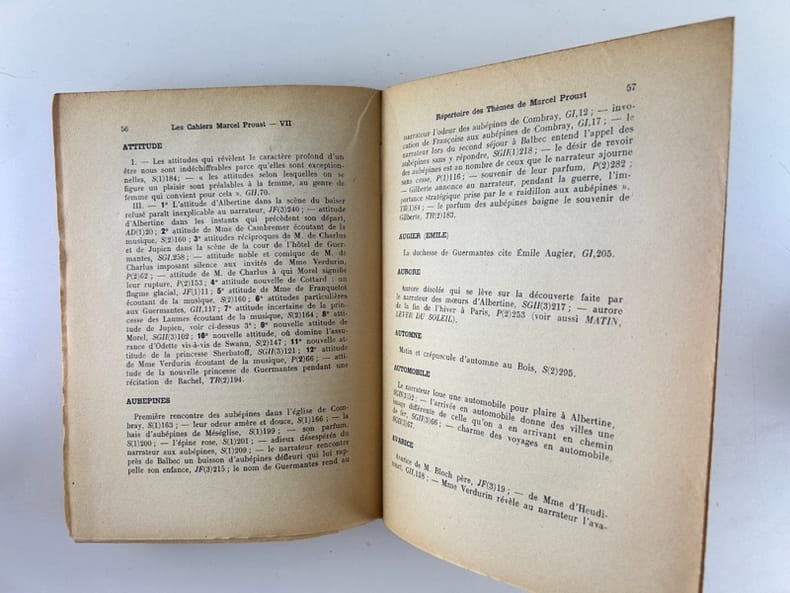 56 Les Cahiers Marcel Proust — VII
ATTITUDE
I. — Les attitudes qui révèlent le caractère profond d'un
être nous sont indéchiffrables parce qu'elles sont exception-
nelles, S(1)184; — « les attitudes selon lesquelles on se
figure un plaisir sont préalables à la femme, au genre de
femme qui convient pour cela », GII,70.
III. — 1° L'attitude d'Albertine dans la scène du baiser
refusé paraît inexplicable au narrateur, JF(3)240; — attitude
d'Albertine dans les instants qui précèdent son départ,
AD(1)20; 2° attitude de Mme de Cambremer écoutant de la
musique, S(2)160; 3° attitudes réciproques de M. de Charlus
et de Jupien dans la scène de la cour de l'hôtel de Guer-
mantes, SGI,258; — attitude noble et comique de M. de
Charlus imposant silence aux invités de Mme Verdurin,
P(2)62; — attitude de M. de Charlus à qui Morel signifie
leur rupture, P(2)153; 4° attitude nouvelle de Cottard : un
flegme glacial, JF(1)11; 5° attitude de Mme de Franquetot
écoutant de la musique, S(2)160; 6° attitudes particulières
aux Guermantes, GII,117; 7° attitude incertaine de la prin-
cesse des Laumes écoutant de la musique, S(2)164; 8° atti-
tude de Jupien, voir ci-dessus 3°; 9° nouvelle attitude de
Morel, SGII(3)102; 10° nouvelle attitude, où domine l'assu-
rance d'Odette vis-à-vis de Swann, S(2)147; 11° nouvelle at-
titude de la princesse Sherbatoff, SGII(3)121; 12° attitude
de Mme Verdurin écoutant de la musique, P(2)66; — atti-
tude de la nouvelle princesse de Guermantes pendant une
récitation de Rachel, TR(2)194.
AUBEPINES
Première rencontre des aubépines dans l'église de Com-
bray, S(1)163; — leur odeur amère et douce, S(1)166; — la
haie d'aubépines de Méséglise, S(1)199; — son parfum,
S(1)200; — l'épine rose, S(1)201; — adieux désespérés du
narrateur aux aubépines, S(1)209; — le narrateur rencontre
près de Balbec un buisson d'aubépines défleuri qui lui rap-
pelle son enfance, JF(3)215; le nom de Guermantes rend au
Répertoire des Thèmes de Marcel Proust 57
narrateur l'odeur des aubépines de Combray, GI,12; — invo-
cation de Françoise aux aubépines de Combray, GI,17; — le
narrateur lors du second séjour à Balbec entend l'appel des
aubépines sans y répondre, SGII(1)218; — le désir de revoir
des aubépines est au nombre de ceux que le narrateur ajourne
sans cesse, P(1)116; — souvenir de leur parfum, P(2)282;
— Gilberte annonce au narrateur, pendant la guerre, l'im-
portance stratégique prise par le « raidillon aux aubépines »,
TR(1)84; — le parfum des aubépines baigne le souvenir de
Gilberte, TR(2)183.
AUGIER (EMILE)
La duchesse de Guermantes cite Émile Augier, GI,205.
AURORE
Aurore désolée qui se lève sur la découverte faite par
le narrateur des mœurs d'Albertine, SGII(3)217; — aurore
de la fin de l'hiver à Paris, P(2)253 (voir aussi MATIN,
LEVER DU SOLEIL).
AUTOMNE
Matin et crépuscule d'automne au Bois, S(2)295.
AUTOMOBILE
Le narrateur loue une automobile pour plaire à Albertine,
SGII(3)52; — l'arrivée en automobile donne des villes une
image différente de celle qu'on a en arrivant en chemin
de fer, SGII(3)66; — charme des voyages en automobile,
SGII(3)67.
AVARICE
Avarice de M. Bloch père, JF(3)19; — de Mme d'Heudi-
court, GII,158; — Mme Verdurin révèle au narrateur l'ava-